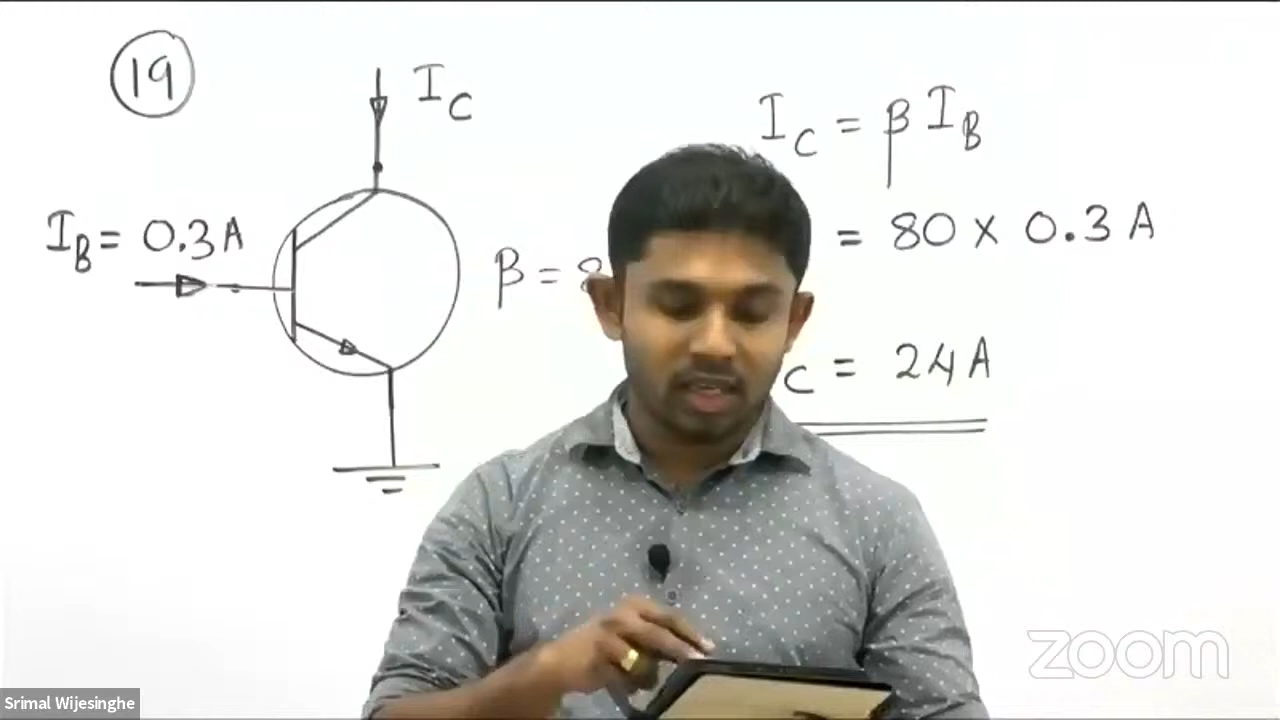 19
I_C
I_B = 0.3A
β =
I_C = β I_B
= 80 × 0.3 A
C = 24A
zoom
Srimal Wijesinghe